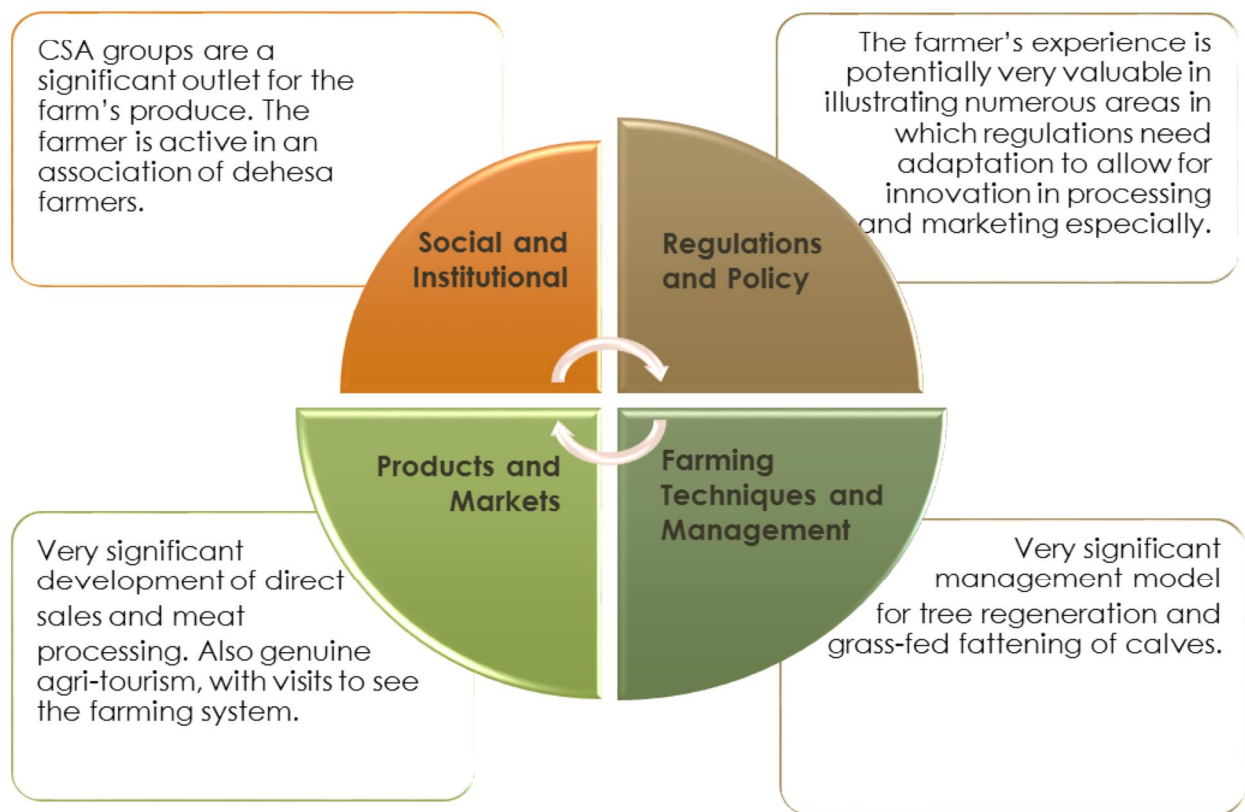 CSA groups are a
significant outlet for the
farm's produce. The
farmer is active in an
association of dehesa
farmers.
The farmer's experience is
potentially very valuable in
illustrating numerous areas in
which regulations need
adaptation to allow for
innovation in processing
and marketing especially.
Social and
Institutional
Regulations
and Policy
Products and
Markets
Farming
Techniques and
Management
Very significant
development of direct
sales and meat
processing. Also genuine
agri-tourism, with visits to see
the farming system.
Very significant
management model
for tree regeneration and
grass-fed fattening of calves.